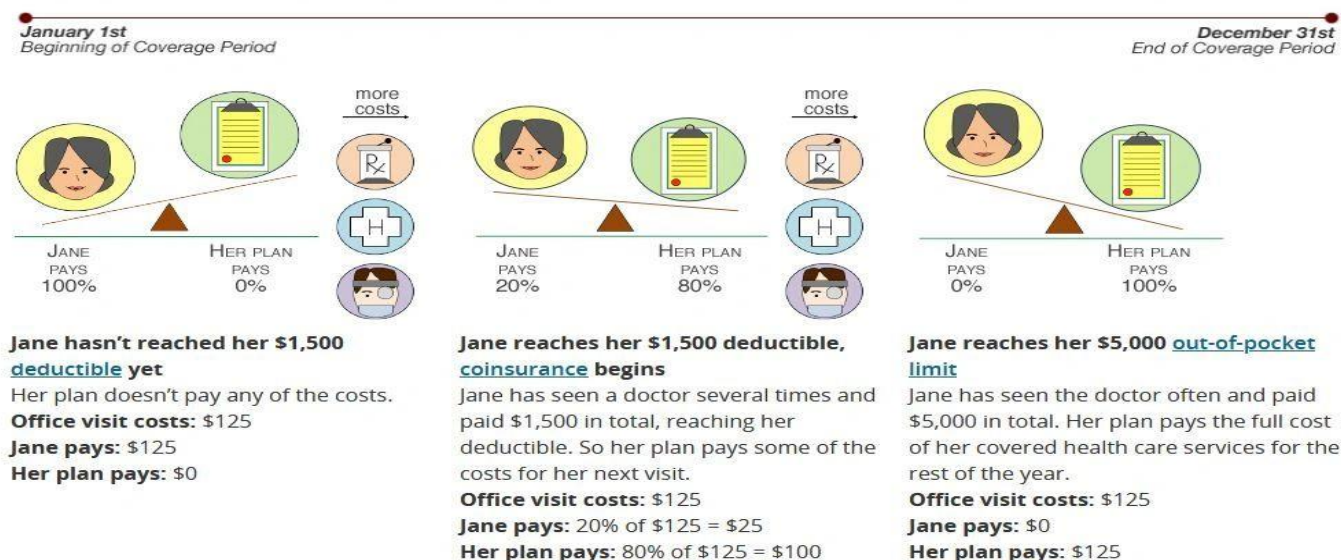 January 1st
Beginning of Coverage Period
December 31st
End of Coverage Period
more
costs
Rx
H
JANE
PAYS
100%
HER PLAN
PAYS
0%
more
costs
Rx
H
JANE
PAYS
20%
HER PLAN
PAYS
80%
JANE
PAYS
0%
HER PLAN
PAYS
100%
Jane hasn’t reached her $1,500
deductible yet
Her plan doesn’t pay any of the costs.
Office visit costs: $125
Jane pays: $125
Her plan pays: $0
Jane reaches her $1,500 deductible,
coinsurance begins
Jane has seen a doctor several times and
paid $1,500 in total, reaching her
deductible. So her plan pays some of the
costs for her next visit.
Office visit costs: $125
Jane pays: 20% of $125 = $25
Her plan pays: 80% of $125 = $100
Jane reaches her $5,000 out-of-pocket
limit
Jane has seen the doctor often and paid
$5,000 in total. Her plan pays the full cost
of her covered health care services for the
rest of the year.
Office visit costs: $125
Jane pays: $0
Her plan pays: $125